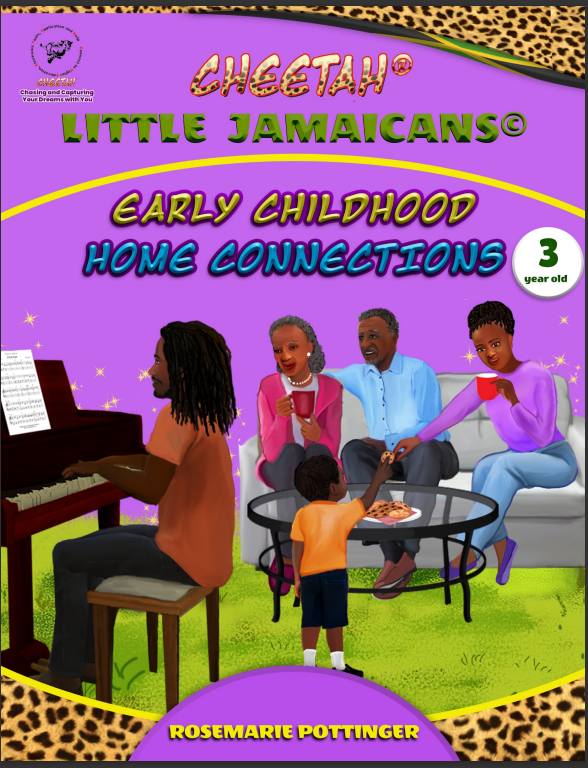 CHEETAH
Chasing and Capturing
Your Dreams with You
CHEETAH®
LITTLE JAMAICANS©
EARLY CHILDHOOD
HOME CONNECTIONS
3
year old
ROSEMARIE POTTINGER